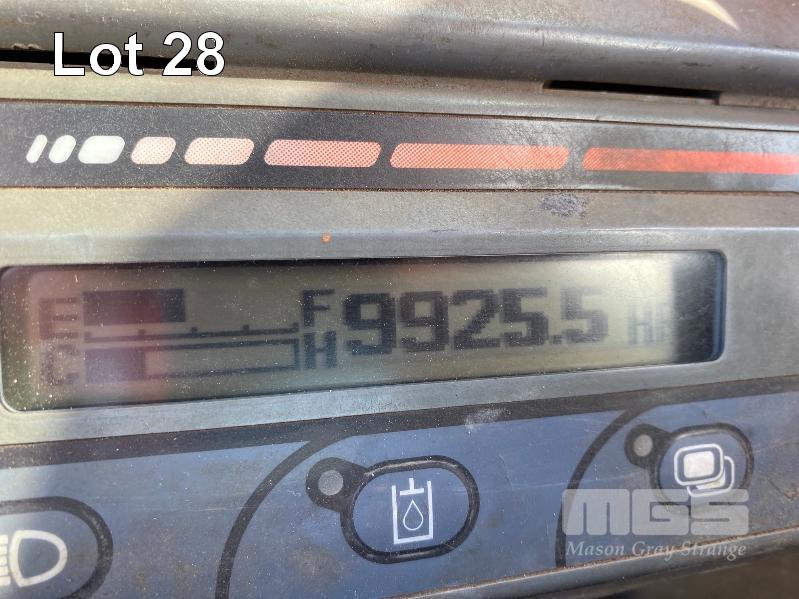 Lot 28
E F 9925.5 HR
C H
MGS
Mason Gray Strange